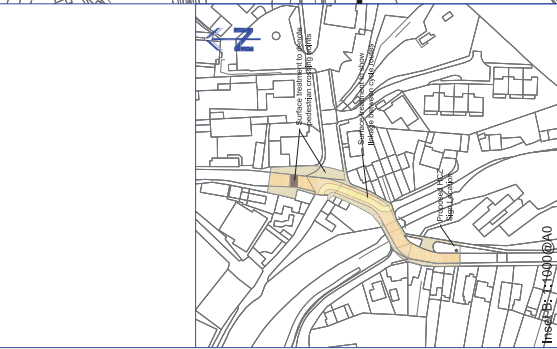 Surface treatment to denote
pedestrian crossing points
Surface treatment to show
linkage between cycle routes
Proposed HCZ
Sign Location
Inset B: 1:1000@A0
N